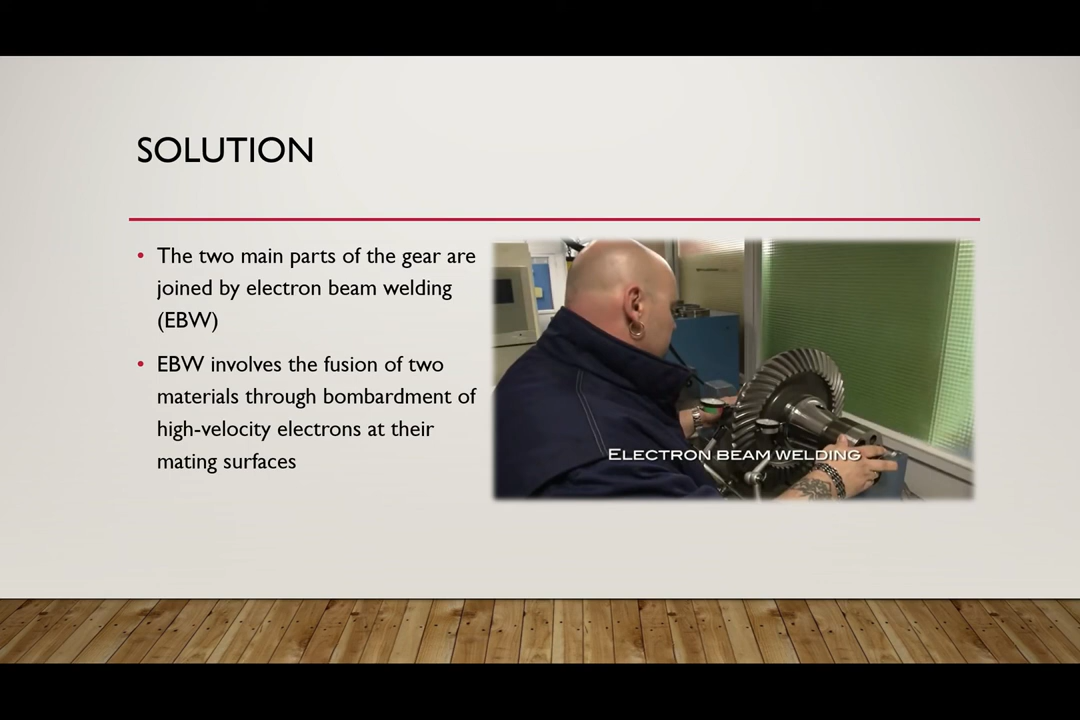 SOLUTION
• The two main parts of the gear are
joined by electron beam welding
(EBW)
• EBW involves the fusion of two
materials through bombardment of
high-velocity electrons at their
mating surfaces
ELECTRON BEAM WELDING